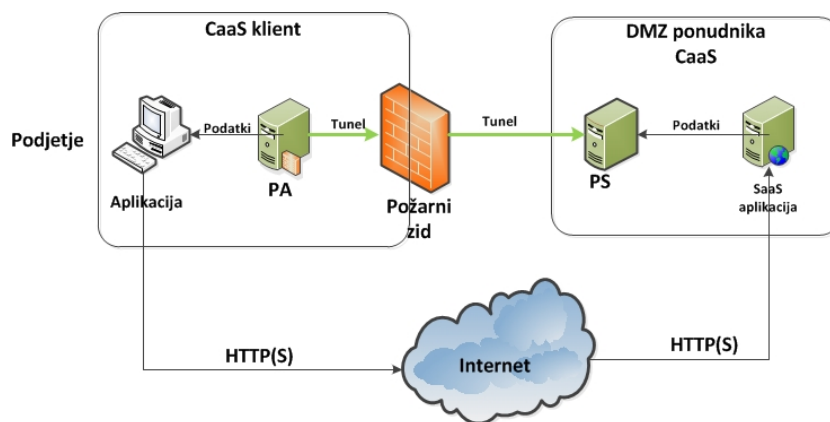 CaaS klient
DMZ ponudnika
CaaS
Podjetje
Podatki
Tunel
Tunel
Podatki
PA
PS
Aplikacija
Požarni
zid
SaaS
aplikacija
HTTP(S)
Internet
HTTP(S)